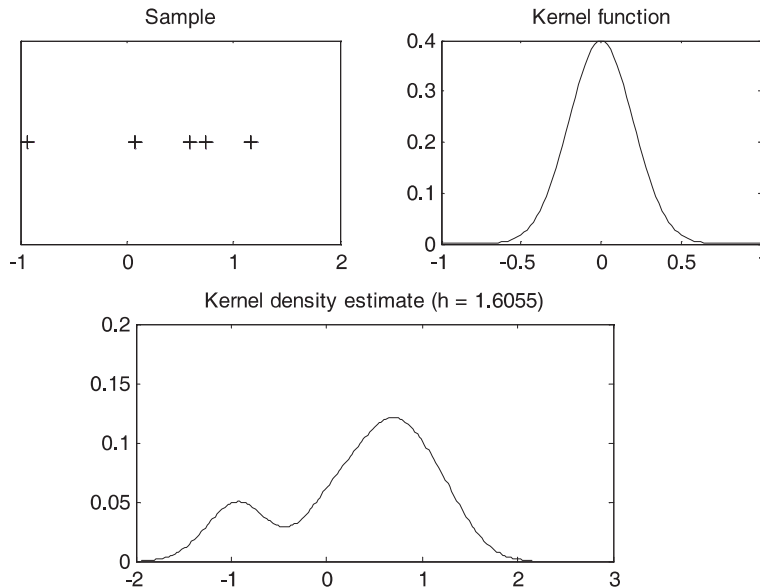 Sample
-1 0 1 2
Kernel function
0.4
0.3
0.2
0.1
0
-1 -0.5 0 0.5 1
Kernel density estimate (h = 1.6055)
0.2
0.15
0.1
0.05
0
-2 -1 0 1 2 3